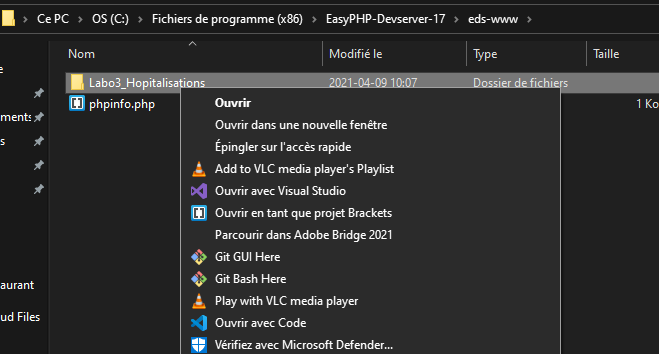 Ce PC > OS (C:) > Fichiers de programme (x86) > EasyPHP-Devserver-17 > eds-www >
Nom Modifié le Type Taille
Labo3_Hopitalisations 2021-04-09 10:07 Dossier de fichiers
phpinfo.php 1 Ko
Ouvrir
Ouvrir dans une nouvelle fenêtre
Épingler sur l'accès rapide
Add to VLC media player's Playlist
Ouvrir avec Visual Studio
Ouvrir en tant que projet Brackets
Parcourir dans Adobe Bridge 2021
Git GUI Here
Git Bash Here
Play with VLC media player
Ouvrir avec Code
Vérifiez avec Microsoft Defender...
ments
aurant
ud Files